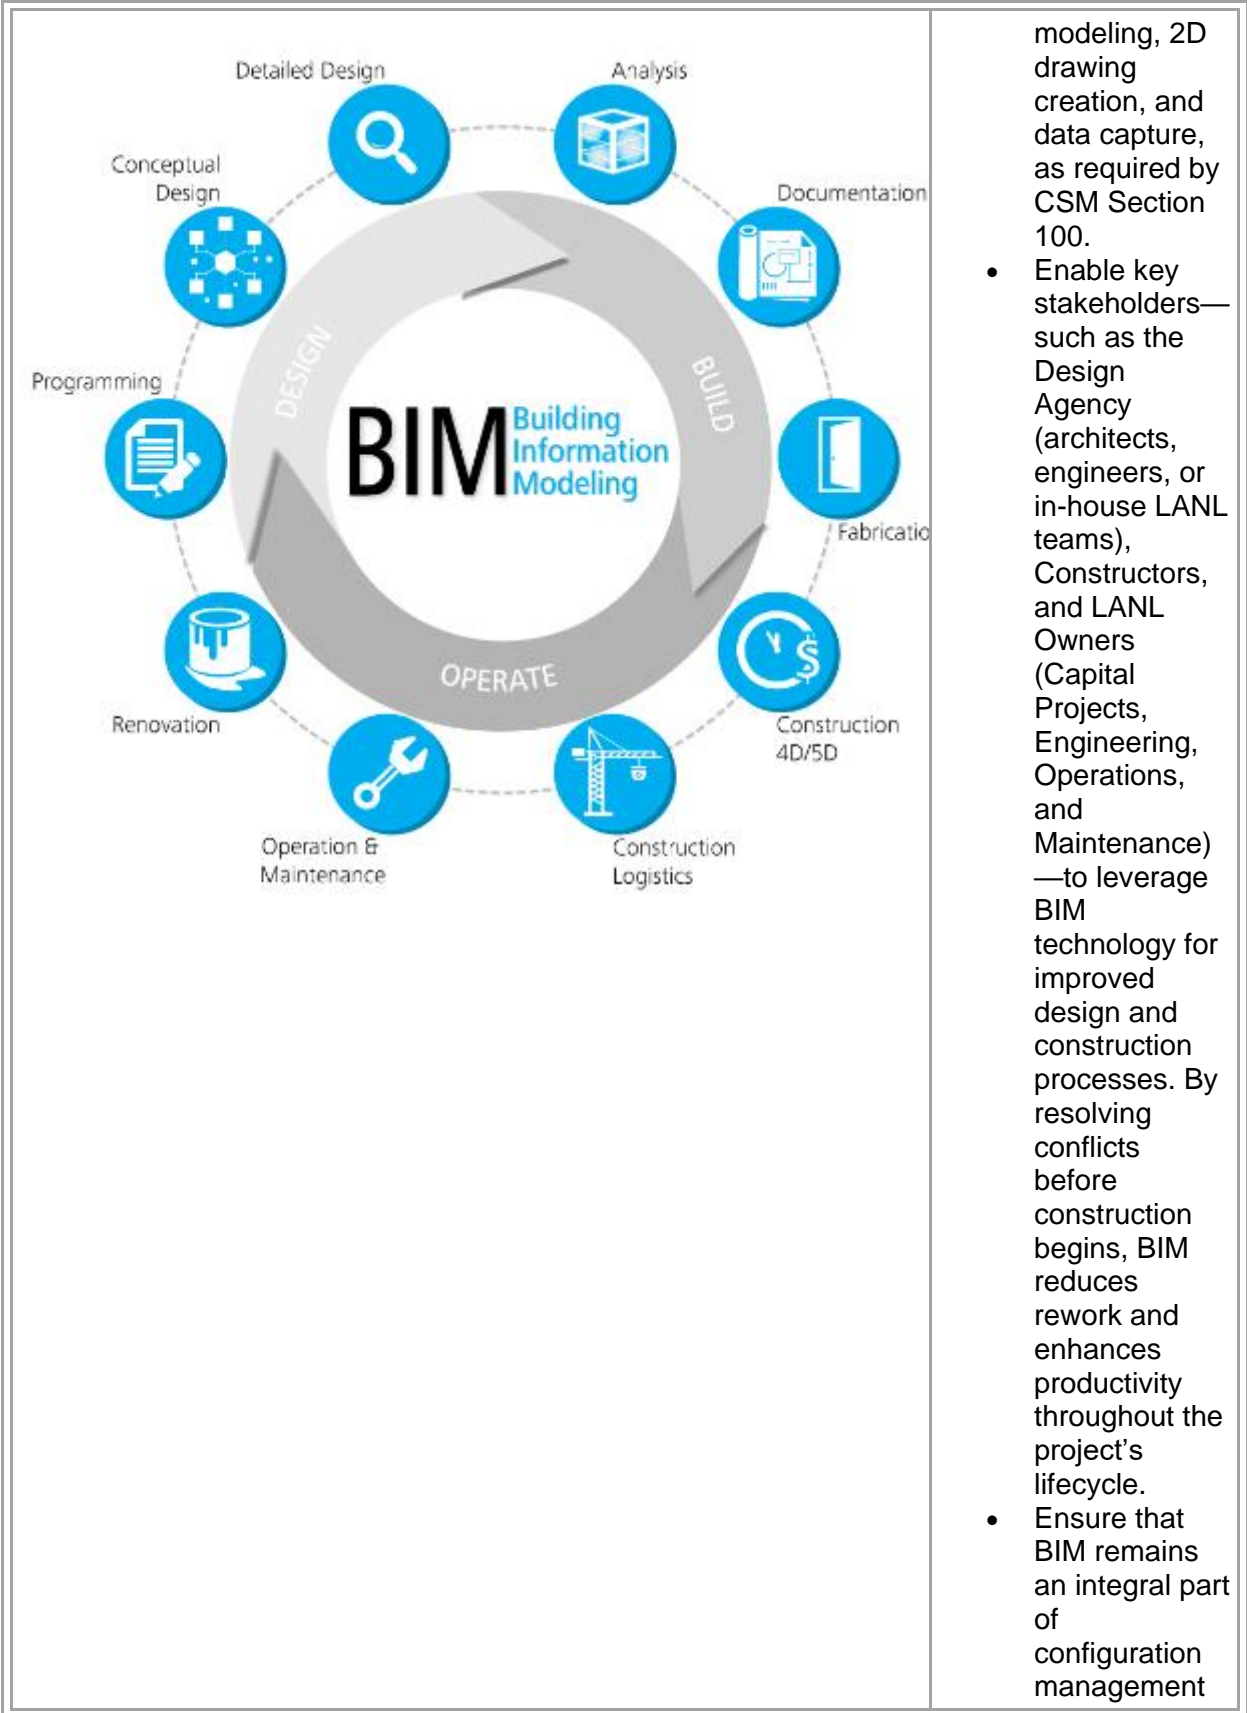 Detailed Design
Analysis
Conceptual
Design
Documentation
Programming
DESIGN
BUILD
BIM
Building
Information
Modeling
Fabricatio
OPERATE
Renovation
Construction
4D/5D
Operation &
Maintenance
Construction
Logistics
modeling, 2D
drawing
creation, and
data capture,
as required by
CSM Section
100.
• Enable key
stakeholders—
such as the
Design
Agency
(architects,
engineers, or
in-house LANL
teams),
Constructors,
and LANL
Owners
(Capital
Projects,
Engineering,
Operations,
and
Maintenance)
—to leverage
BIM
technology for
improved
design and
construction
processes. By
resolving
conflicts
before
construction
begins, BIM
reduces
rework and
enhances
productivity
throughout the
project’s
lifecycle.
• Ensure that
BIM remains
an integral part
of
configuration
management